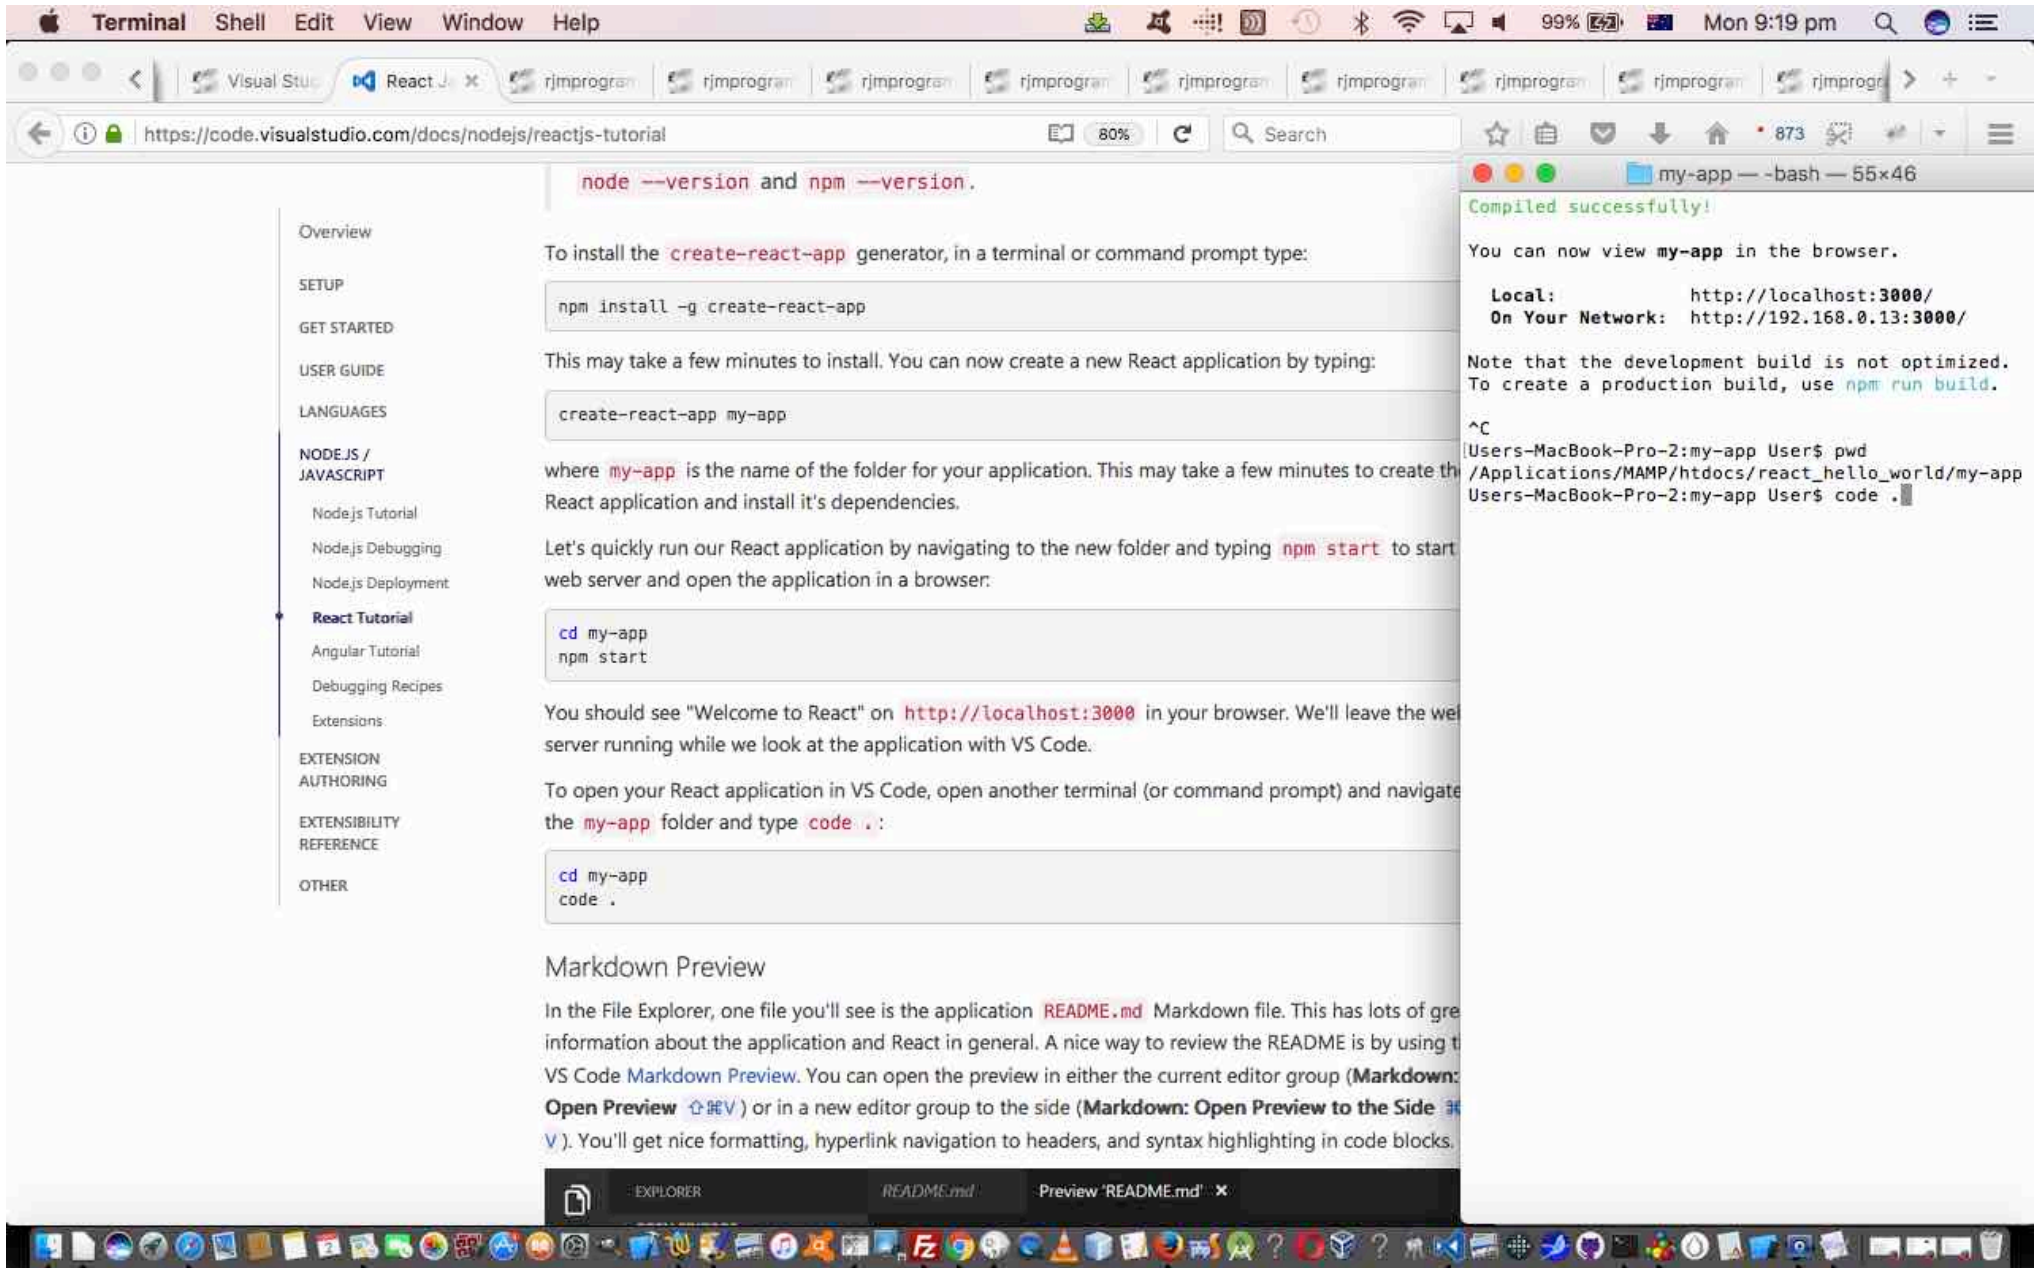 Terminal Shell Edit View Window Help 99% Mon 9:19 pm
Visual Stu React J rjmprogram rjmprogram rjmprogram rjmprogram rjmprogram rjmprogram rjmprogram rjmprogram rjmprogr
https://code.visualstudio.com/docs/nodejs/reactjs-tutorial 80% Search 873
Overview
SETUP
GET STARTED
USER GUIDE
LANGUAGES
NODE.JS /
JAVASCRIPT
Node.js Tutorial
Node.js Debugging
Node.js Deployment
React Tutorial
Angular Tutorial
Debugging Recipes
Extensions
EXTENSION
AUTHORING
EXTENSIBILITY
REFERENCE
OTHER
node --version and npm --version.
To install the create-react-app generator, in a terminal or command prompt type:
npm install -g create-react-app
This may take a few minutes to install. You can now create a new React application by typing:
create-react-app my-app
where my-app is the name of the folder for your application. This may take a few minutes to create th
React application and install it's dependencies.
Let's quickly run our React application by navigating to the new folder and typing npm start to start
web server and open the application in a browser:
cd my-app
npm start
You should see "Welcome to React" on http://localhost:3000 in your browser. We'll leave the we
server running while we look at the application with VS Code.
To open your React application in VS Code, open another terminal (or command prompt) and navigate
the my-app folder and type code . :
cd my-app
code .
Markdown Preview
In the File Explorer, one file you'll see is the application README.md Markdown file. This has lots of gre
information about the application and React in general. A nice way to review the README is by using t
VS Code Markdown Preview. You can open the preview in either the current editor group (Markdown:
Open Preview ⇧⌘V ) or in a new editor group to the side (Markdown: Open Preview to the Side ⌘
V ). You'll get nice formatting, hyperlink navigation to headers, and syntax highlighting in code blocks.
EXPLORER README.md Preview 'README.md' ×
my-app — -bash — 55×46
Compiled successfully!
You can now view my-app in the browser.
Local: http://localhost:3000/
On Your Network: http://192.168.0.13:3000/
Note that the development build is not optimized.
To create a production build, use npm run build.
^C
[Users-MacBook-Pro-2:my-app User$ pwd
/Applications/MAMP/htdocs/react_hello_world/my-app
Users-MacBook-Pro-2:my-app User$ code .